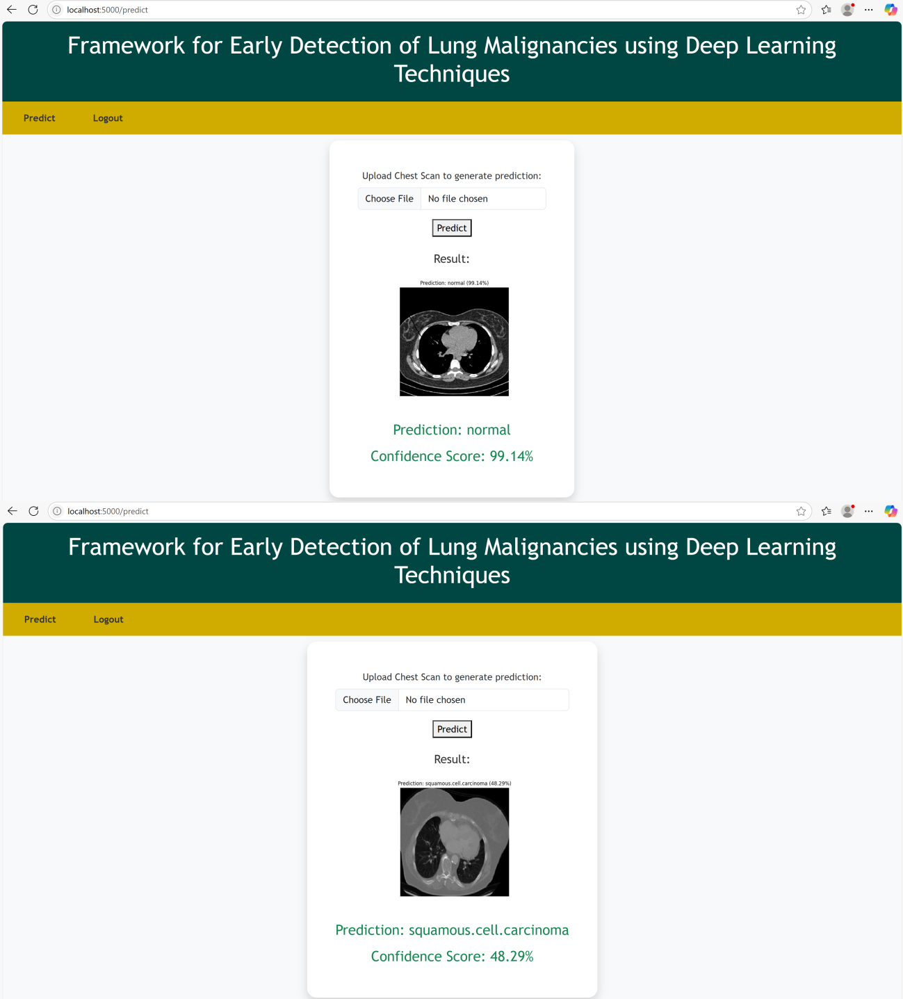 localhost:5000/predict
Framework for Early Detection of Lung Malignancies using Deep Learning
Techniques
Predict Logout
Upload Chest Scan to generate prediction:
Choose File No file chosen
Predict
Result:
Prediction: normal (99.14%)
Prediction: normal
Confidence Score: 99.14%
localhost:5000/predict
Framework for Early Detection of Lung Malignancies using Deep Learning
Techniques
Predict Logout
Upload Chest Scan to generate prediction:
Choose File No file chosen
Predict
Result:
Prediction: squamous.cell.carcinoma (48.29%)
Prediction: squamous.cell.carcinoma
Confidence Score: 48.29%